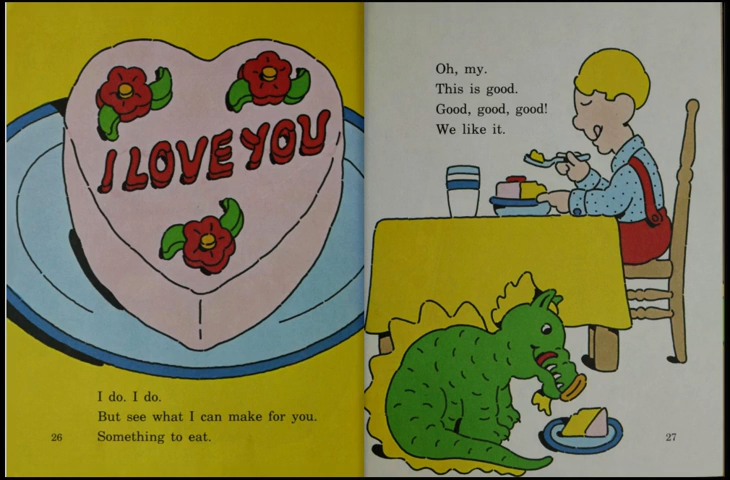 I LOVE YOU
I do. I do.
But see what I can make for you.
Something to eat.
26
Oh, my.
This is good.
Good, good, good!
We like it.
27